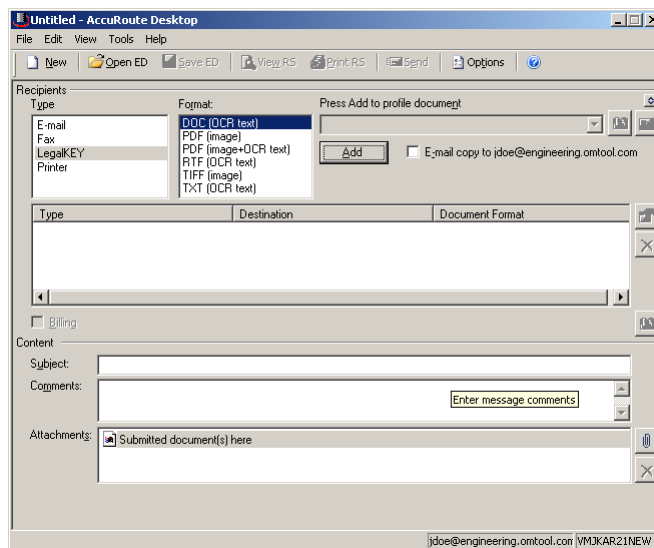 Untitled - AccuRoute Desktop
File Edit View Tools Help
New Open ED Save ED View RS Print RS Send Options
Recipients
Type Format: Press Add to profile document
E-mail DOC (OCR text)
Fax PDF (image)
LegalKEY PDF (image+OCR text) Add E-mail copy to jdoe@engineering.omtool.com
Printer RTF (OCR text)
TIFF (image)
TXT (OCR text)
Type Destination Document Format
Billing
Content
Subject:
Comments:
Enter message comments
Attachments: Submitted document(s) here
jdoe@engineering.omtool.com VMJKAR21NEW